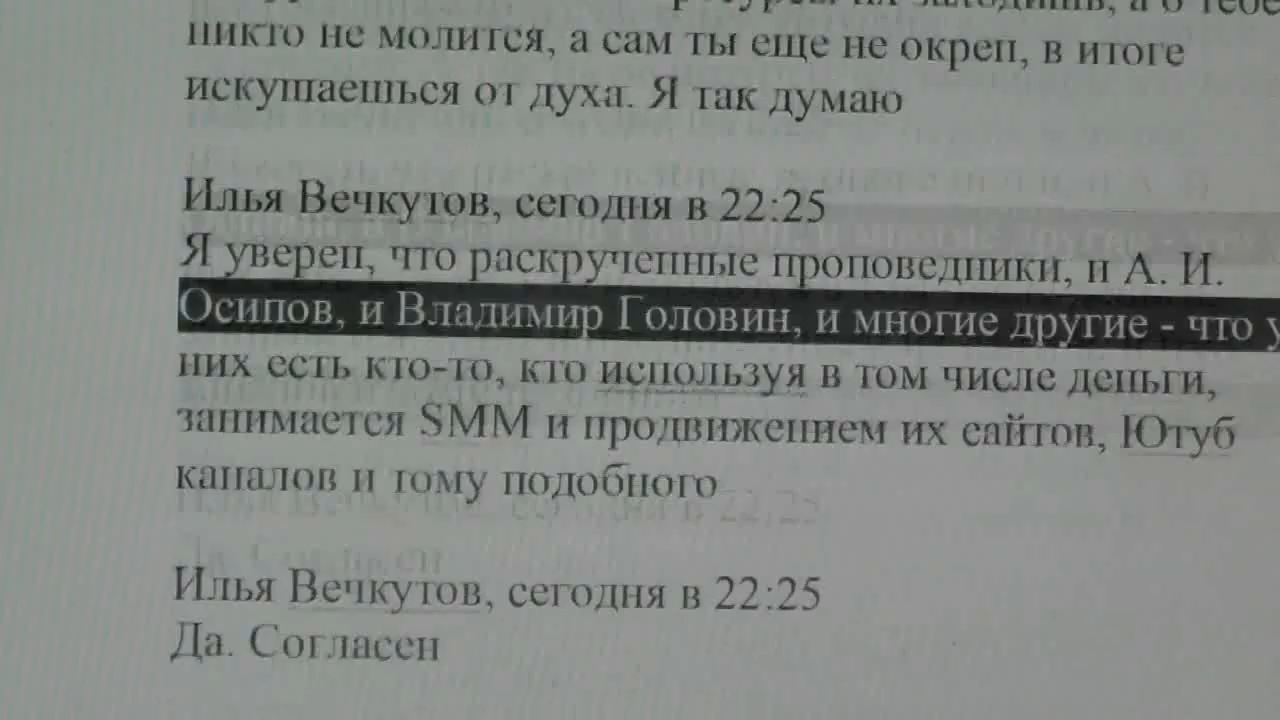 а о тебе
никто не молится, а сам ты еще не окреп, в итоге
искушаешься от духа. Я так думаю
Илья Вечкутов, сегодня в 22:25
Я уверен, что раскрученные проповедники, и А. И.
Осипов, и Владимир Головин, и многие другие - что у
них есть кто-то, кто используя в том числе деньги,
занимается SMM и продвижением их сайтов, Ютуб
каналов и тому подобного
Илья Вечкутов, сегодня в 22:25
Да. Согласен